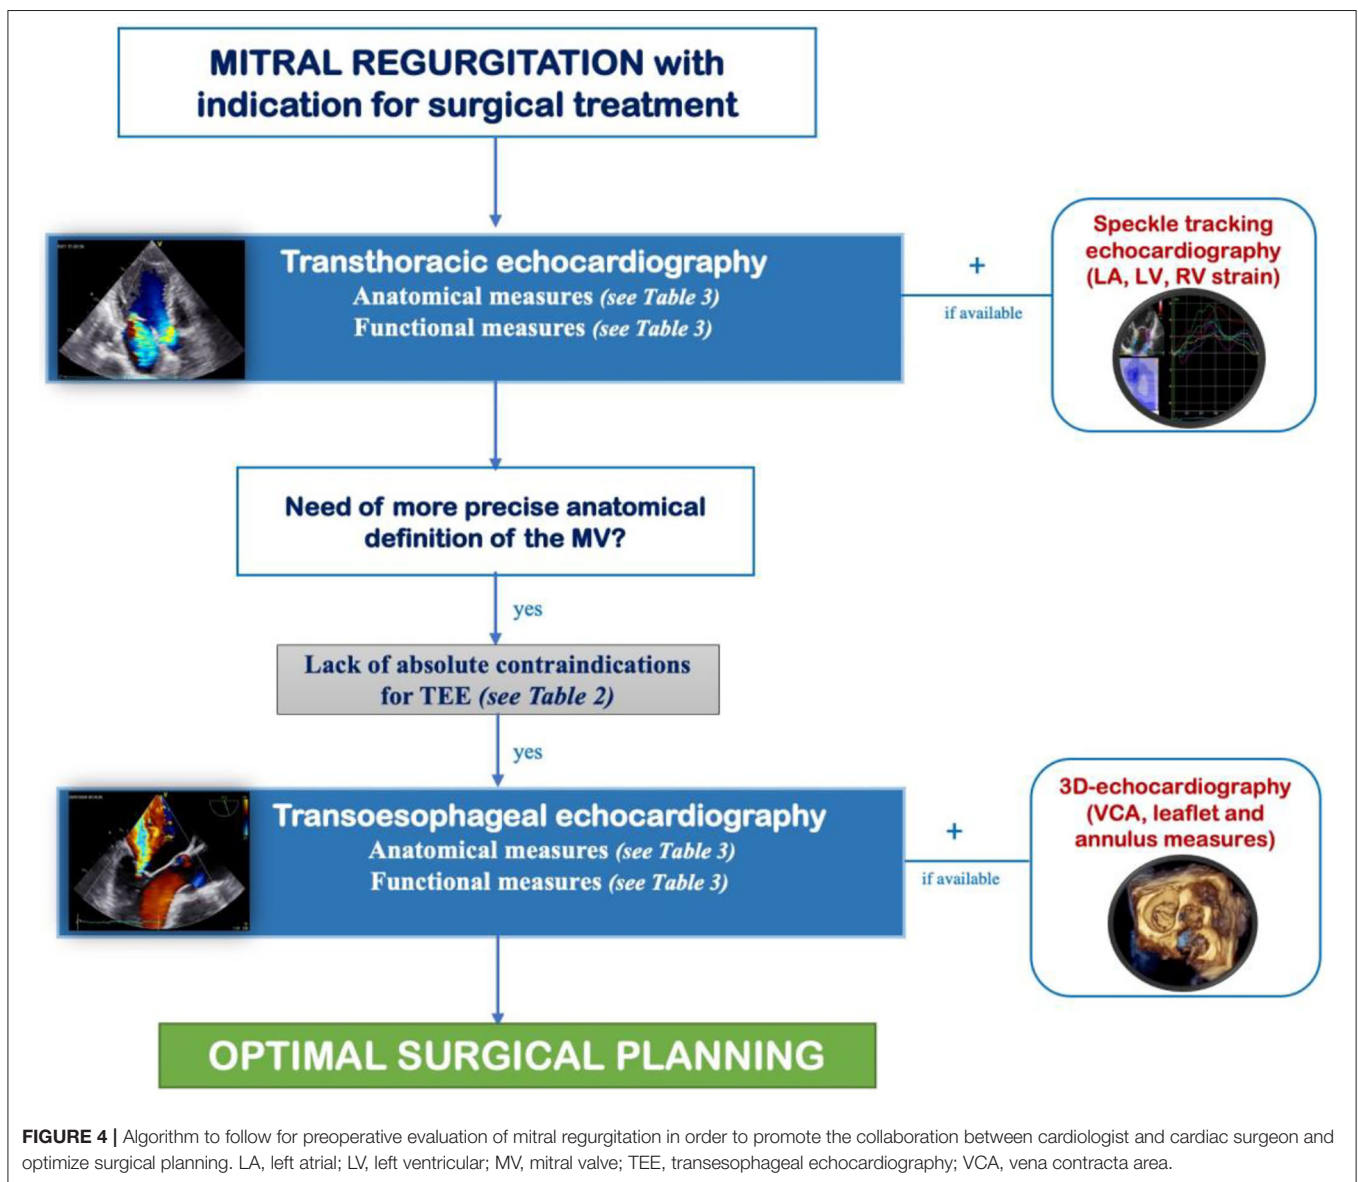 MITRAL REGURGITATION with
indication for surgical treatment
Transthoracic echocardiography
Anatomical measures (see Table 3)
Functional measures (see Table 3)
+
if available
Speckle tracking
echocardiography
(LA, LV, RV strain)
Need of more precise anatomical
definition of the MV?
yes
Lack of absolute contraindications
for TEE (see Table 2)
yes
Transoesophageal echocardiography
Anatomical measures (see Table 3)
Functional measures (see Table 3)
+
if available
3D-echocardiography
(VCA, leaflet and
annulus measures)
OPTIMAL SURGICAL PLANNING
FIGURE 4 | Algorithm to follow for preoperative evaluation of mitral regurgitation in order to promote the collaboration between cardiologist and cardiac surgeon and
optimize surgical planning. LA, left atrial; LV, left ventricular; MV, mitral valve; TEE, transesophageal echocardiography; VCA, vena contracta area.